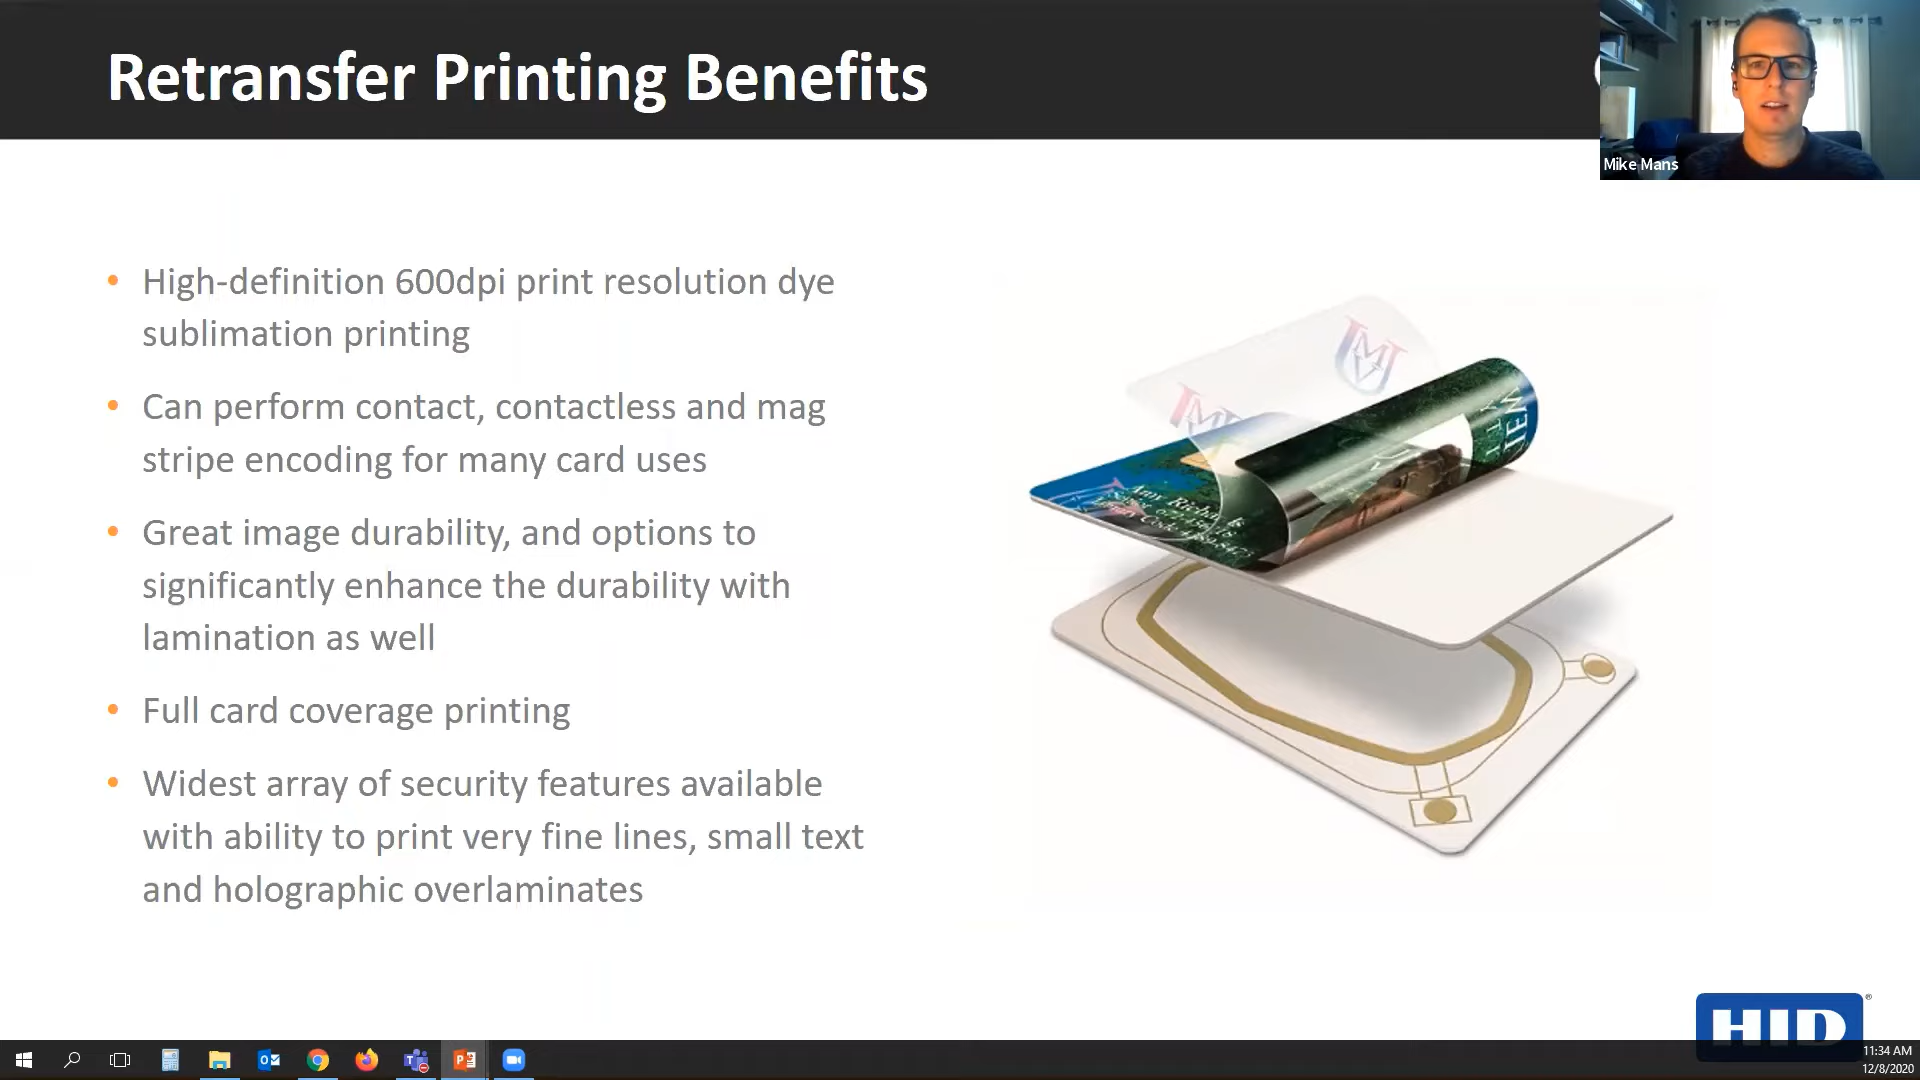 Retransfer Printing Benefits
Mike Mans
• High-definition 600dpi print resolution dye
sublimation printing
• Can perform contact, contactless and mag
stripe encoding for many card uses
• Great image durability, and options to
significantly enhance the durability with
lamination as well
• Full card coverage printing
• Widest array of security features available
with ability to print very fine lines, small text
and holographic overlaminates
HID®
11:34 AM
12/8/2020